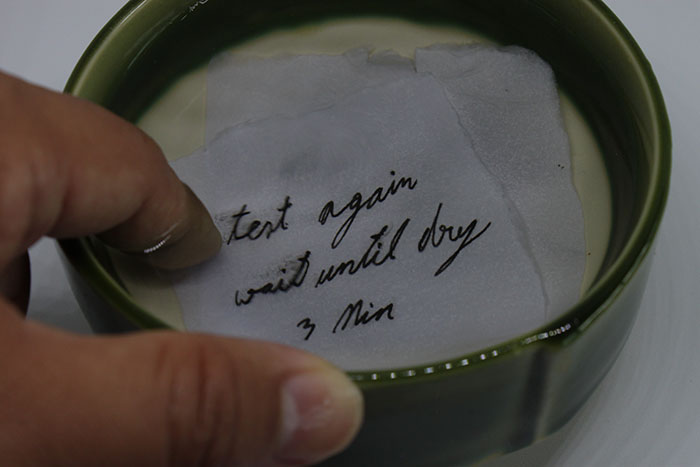 test again
wait until dry
3 Min